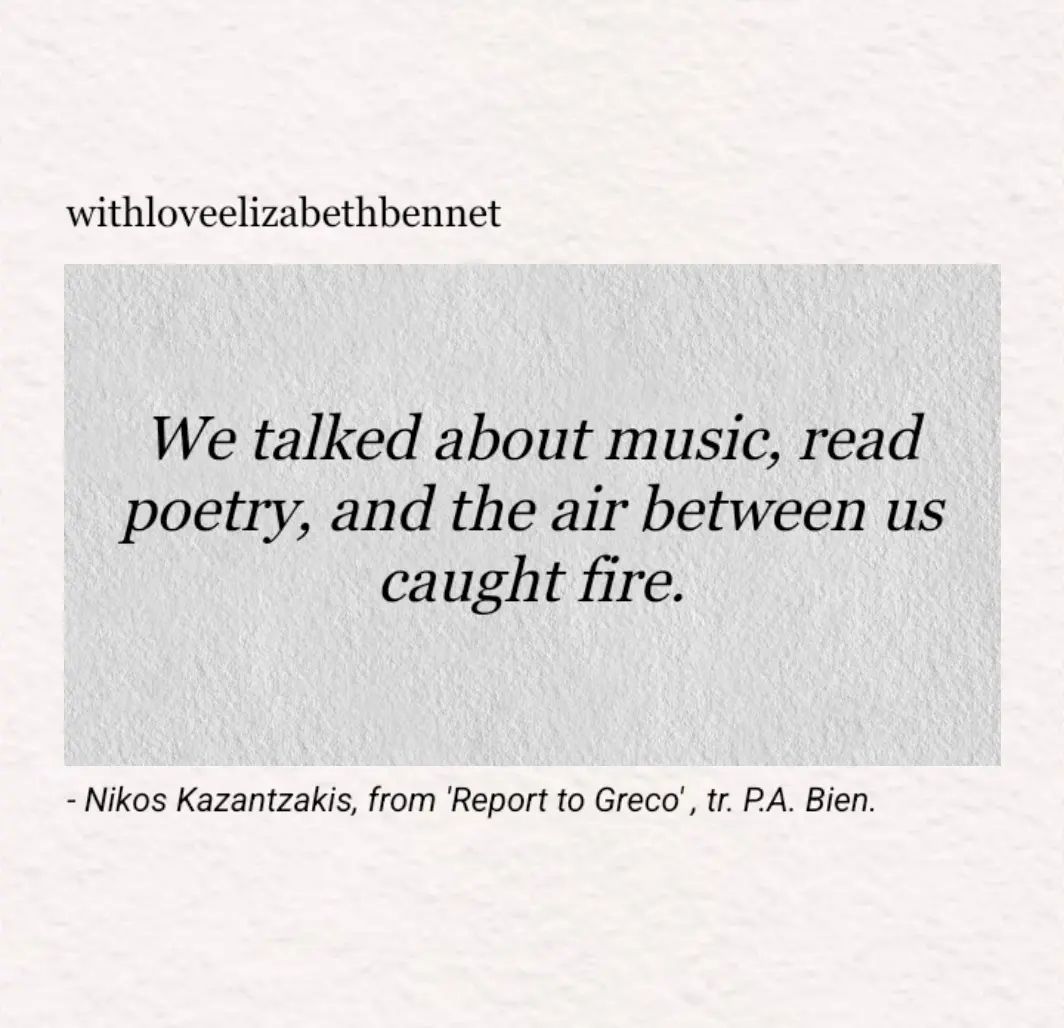 withloveelizabethbennet
We talked about music, read
poetry, and the air between us
caught fire.
- Nikos Kazantzakis, from 'Report to Greco' , tr. P.A. Bien.